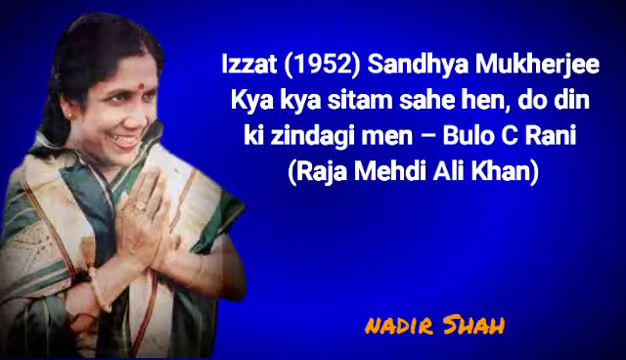 Izzat (1952) Sandhya Mukherjee
Kya kya sitam sahe hen, do din
ki zindagi men – Bulo C Rani
(Raja Mehdi Ali Khan)
NADIR SHAH